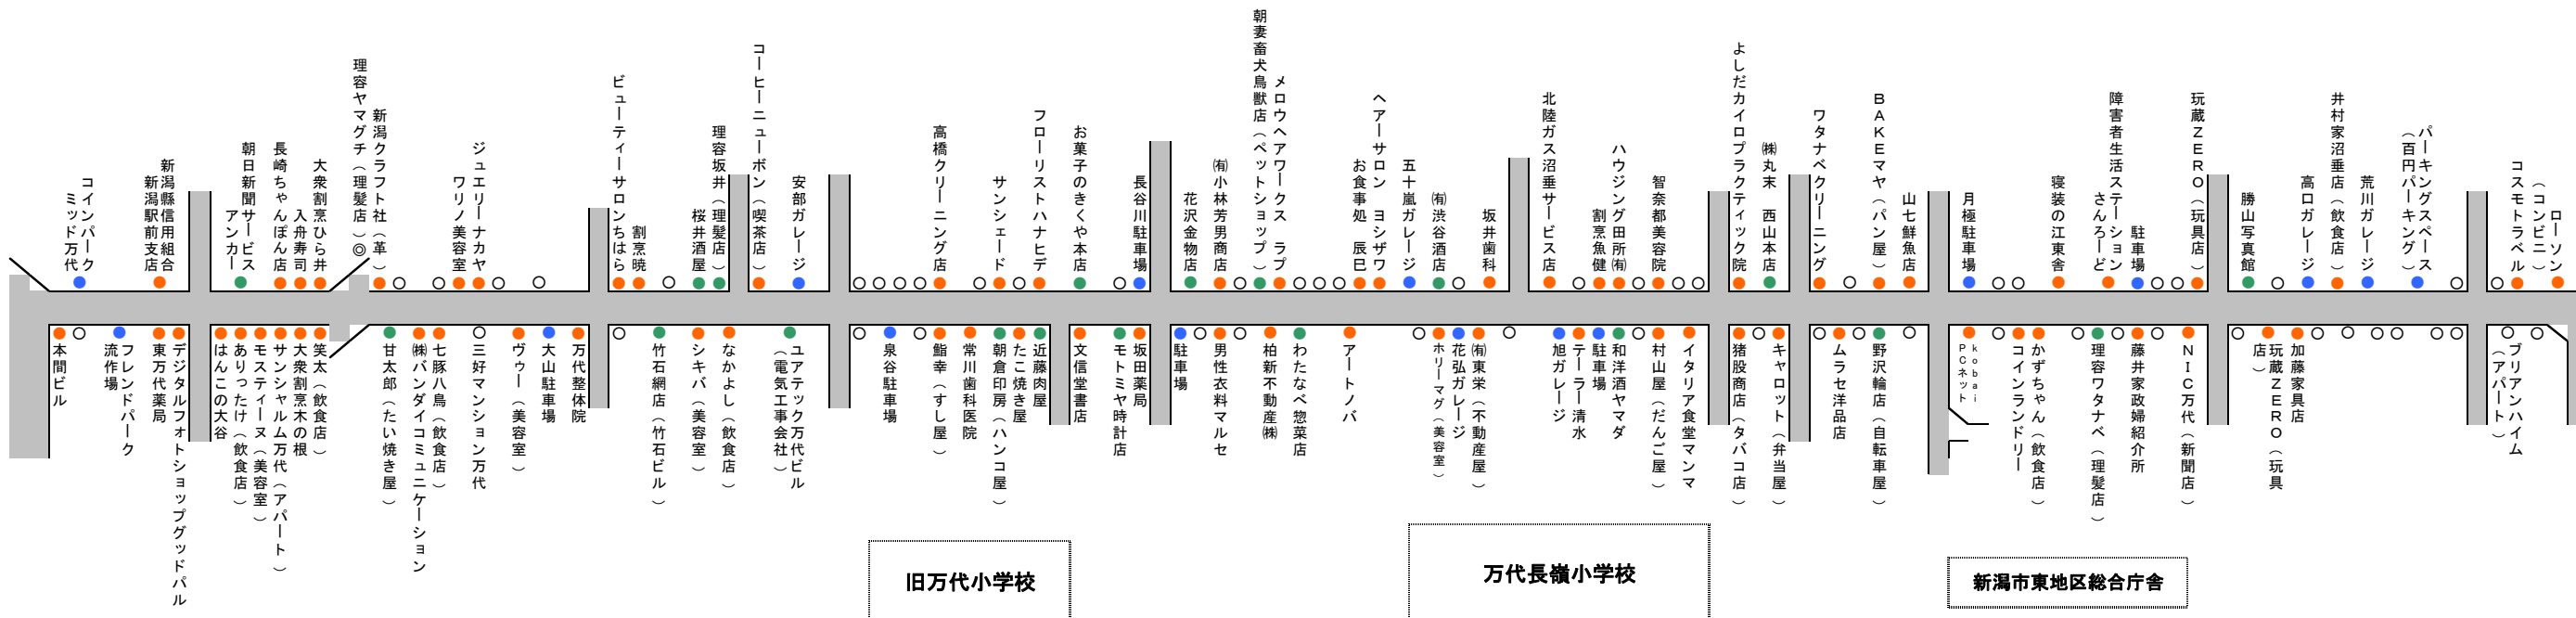 コインパーク
ミッド万代
新潟縣信用組合
新潟駅前支店
朝日新聞サービス
アンカー
長崎ちゃんぽん店
入舟寿司
大衆割烹ひら井
理容ヤマグチ（理髪店）◎
新潟クラフト社（革）
ワリノ美容室
ジュエリーナカヤ
ビューティーサロンちはら
割烹暁
桜井酒屋
理容坂井（理髪店）
コーヒーニューボン（喫茶店）
安部ガレージ
高橋クリーニング店
サンシェード
フローリストハナヒデ
お菓子のきくや本店
長谷川駐車場
花沢金物店
㈲小林芳男商店
朝妻畜犬鳥獣店（ペットショップ）
メロウヘアワークス　ラブ
お食事処　辰巳
ヘアーサロン　ヨシザワ
五十嵐ガレージ
㈲渋谷酒店
坂井歯科
北陸ガス沼垂サービス店
割烹魚健
ハウジング田所㈲
智奈都美容院
よしだカイロプラクティック院
㈱丸末　西山本店
ワタナベクリーニング
ＢＡＫＥマヤ（パン屋）
山七鮮魚店
月極駐車場
寝装の江東舎
障害者生活ステーション
さんろーど
駐車場
玩蔵ＺＥＲＯ（玩具店）
勝山写真館
高ロガレージ
井村家沼垂店（飲食店）
荒川ガレージ
パーキングスペース
（百円パーキング）
コスモトラベル
ローソン
（コンビニ）
本間ビル
フレンドパーク
流作場
東万代薬局
デジタルフォトショップグッドパル
はんこの大谷
ありったけ（飲食店）
モスティーヌ（美容室）
サンシャルム万代（アパート）
大衆割烹木の根
笑太（飲食店）
甘太郎（たい焼き屋）
㈱バンダイコミュニケーション
七豚八鳥（飲食店）
三好マンション万代
ヴゥー（美容室）
大山駐車場
万代整体院
竹石網店（竹石ビル）
シキバ（美容室）
なかよし（飲食店）
ユアテック万代ビル
（電気工事会社）
泉谷駐車場
鮨幸（すし屋）
常川歯科医院
朝倉印房（ハンコ屋）
たこ焼き屋
近藤肉屋
文信堂書店
モトミヤ時計店
坂田薬局
駐車場
男性衣料マルセ
柏新不動産㈱
わたなべ惣菜店
アートノバ
ホリーマグ（美容室）
花弘ガレージ
㈲東栄（不動産屋）
旭ガレージ
テーラー清水
駐車場
和洋酒ヤマダ
村山屋（だんご屋）
イタリア食堂マンマ
猪股商店（タバコ店）
キャロット（弁当屋）
ムラセ洋品店
野沢輪店（自転車屋）
ｋｏｂａｉ
ＰＣネット
コインランドリー
かずちゃん（飲食店）
理容ワタナベ（理髪店）
藤井家政婦紹介所
ＮＩＣ万代（新聞店）
玩蔵ＺＥＲＯ（玩具
店）
加藤家具店
ブリアンハイム
（アパート）
旧万代小学校
万代長嶺小学校
新潟市東地区総合庁舎